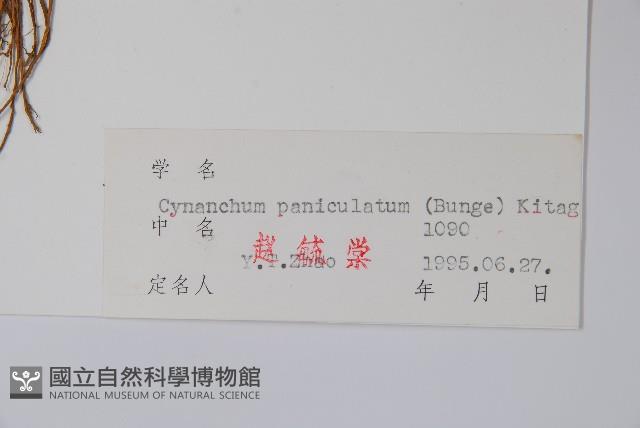 学 名
Cynanchum paniculatum (Bunge) Kitag
中 名 1090
趙 毓 棠
Y.T.Zhao 1995.06.27.
定名人 年 月 日
國立自然科學博物館
NATIONAL MUSEUM OF NATURAL SCIENCE